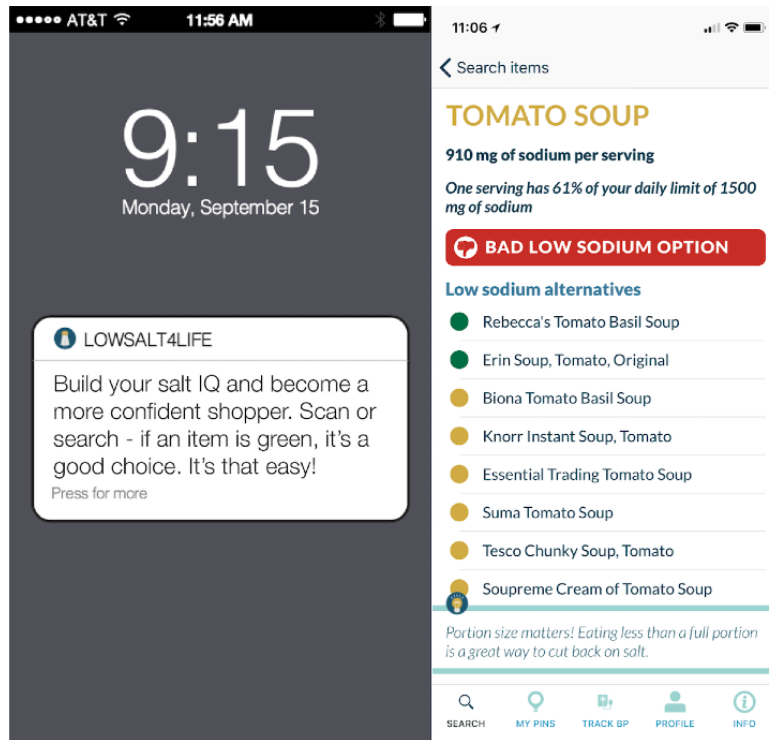 AT&T 11:56 AM
9:15
Monday, September 15
LOWSALT4LIFE
Build your salt IQ and become a
more confident shopper. Scan or
search - if an item is green, it's a
good choice. It's that easy!
Press for more
11:06
Search items
TOMATO SOUP
910 mg of sodium per serving
One serving has 61% of your daily limit of 1500
mg of sodium
BAD LOW SODIUM OPTION
Low sodium alternatives
Rebecca's Tomato Basil Soup
Erin Soup, Tomato, Original
Biona Tomato Basil Soup
Knorr Instant Soup, Tomato
Essential Trading Tomato Soup
Suma Tomato Soup
Tesco Chunky Soup, Tomato
Soupreme Cream of Tomato Soup
Portion size matters! Eating less than a full portion
is a great way to cut back on salt.
SEARCH MY PINS TRACK BP PROFILE INFO